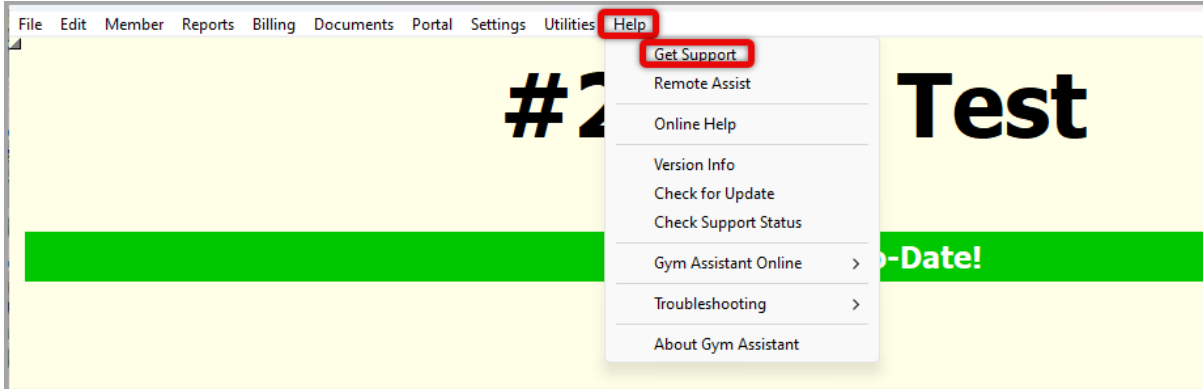 File Edit Member Reports Billing Documents Portal Settings Utilities Help
Get Support
Remote Assist
#2 Test
Online Help
Version Info
Check for Update
Check Support Status
Gym Assistant Online
-Date!
Troubleshooting
About Gym Assistant